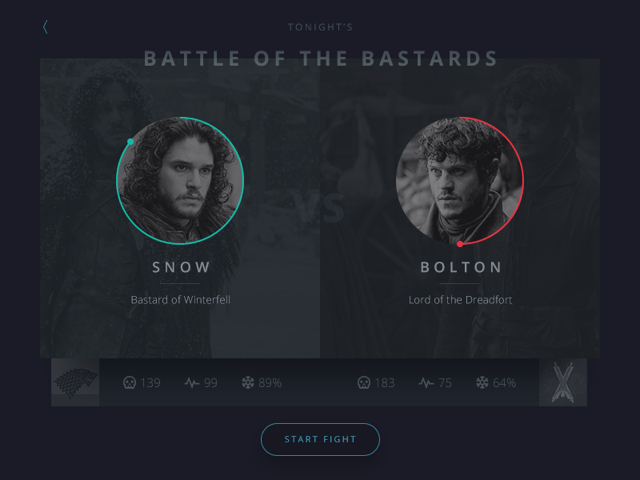 TONIGHT'S
BATTLE OF THE BASTARDS
VS
SNOW
BOLTON
Bastard of Winterfell
Lord of the Dreadfort
139 99 89%
183 75 64%
START FIGHT